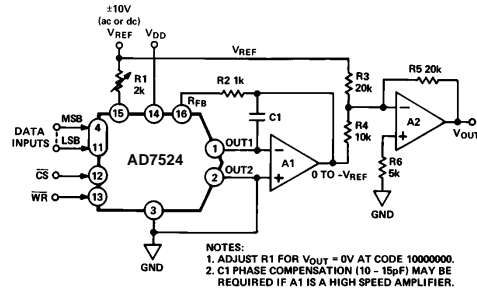 ±10V
(ac or dc)
VREF
VDD
VREF
R1
2k
R2 1k
R3
20k
R5 20k
15
14
16
RFB
C1
MSB
4
DATA
INPUTS
LSB
11
AD7524
1
OUT1
A1
R4
10k
A2
VOUT
CS
12
2
OUT2
0 TO -VREF
R6
5k
WR
13
3
GND
GND
NOTES:
1. ADJUST R1 FOR VOUT = 0V AT CODE 10000000.
2. C1 PHASE COMPENSATION (10 – 15pF) MAY BE
REQUIRED IF A1 IS A HIGH SPEED AMPLIFIER.